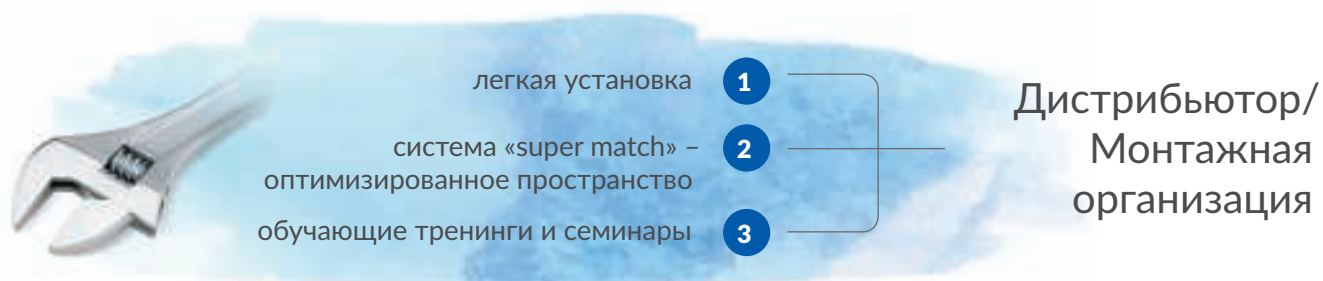 легкая установка 1
система «super match» – 2
оптимизированное пространство
обучающие тренинги и семинары 3
Дистрибьютор/
Монтажная
организация